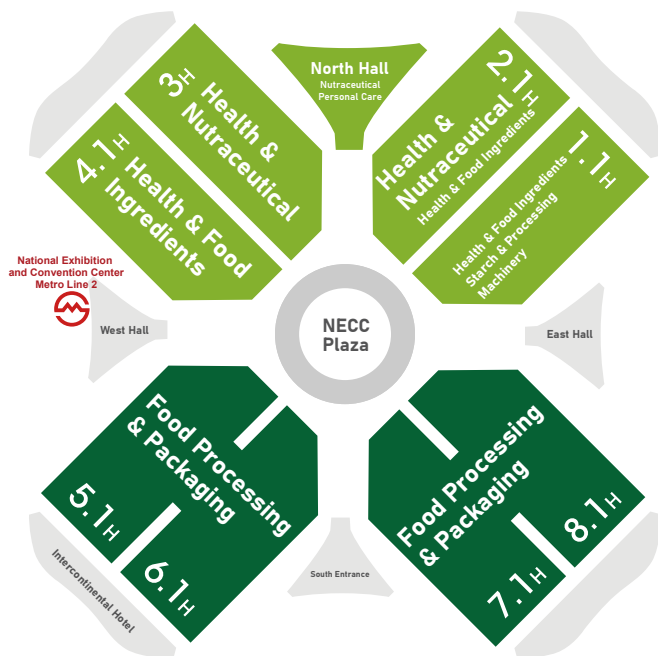 North Hall
Nutraceutical
Personal Care
3H
Health &
Nutraceutical
4.1H
Health & Food
Ingredients
2.1H
Health &
Nutraceutical
Health & Food Ingredients
1.1H
Health & Food Ingredients
Starch & Processing
Machinery
National Exhibition
and Convention Center
Metro Line 2
West Hall
NECC
Plaza
East Hall
Food Processing
& Packaging
5.1H
6.1H
Food Processing
& Packaging
7.1H
8.1H
Intercontinental Hotel
South Entrance